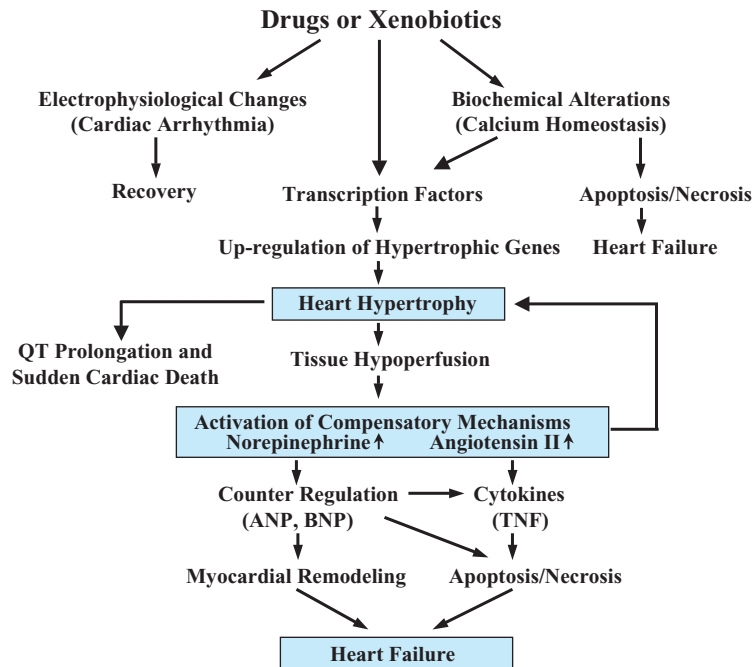 Drugs or Xenobiotics
Electrophysiological Changes
(Cardiac Arrhythmia)
Biochemical Alterations
(Calcium Homeostasis)
Recovery
Transcription Factors
Apoptosis/Necrosis
Up-regulation of Hypertrophic Genes
Heart Failure
Heart Hypertrophy
QT Prolongation and
Sudden Cardiac Death
Tissue Hypoperfusion
Activation of Compensatory Mechanisms
Norepinephrine↑ Angiotensin II↑
Counter Regulation
(ANP, BNP)
Cytokines
(TNF)
Myocardial Remodeling
Apoptosis/Necrosis
Heart Failure